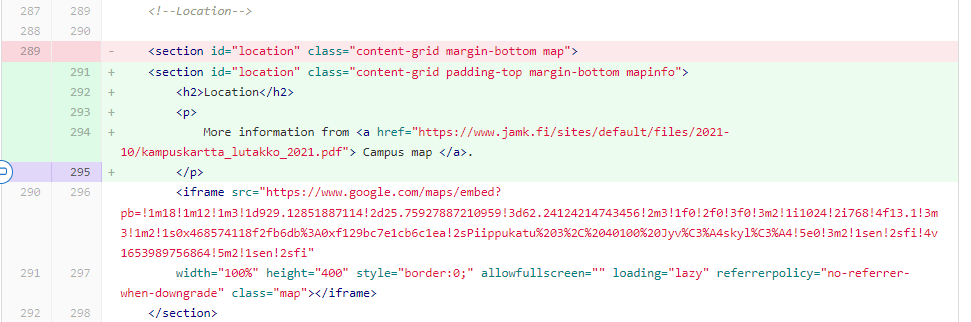 287 289 <!--Location-->
288 290
289 - <section id="location" class="content-grid margin-bottom map">
291 + <section id="location" class="content-grid padding-top margin-bottom mapinfo">
292 + <h2>Location</h2>
293 + <p>
294 + More information from <a href="https://www.jamk.fi/sites/default/files/2021-
10/kampuskartta_lutakko_2021.pdf"> Campus map </a>.
295 + </p>
290 296 <iframe src="https://www.google.com/maps/embed?
pb=!1m18!1m12!1m3!1d929.12851887114!2d25.75927887210959!3d62.24124214743456!2m3!1f0!2f0!3f0!3m2!1i1024!2i768!4f13.1!3m
3!1m2!1s0x468574118f2fb6db%3A0xf129bc7e1cb6c1ea!2sPiippukatu%203%2C%2040100%20Jyv%C3%A4skyl%C3%A4!5e0!3m2!1sen!2sfi!4v
1653989756864!5m2!1sen!2sfi"
291 297 width="100%" height="400" style="border:0;" allowfullscreen="" loading="lazy" referrerpolicy="no-referrer-
when-downgrade" class="map"></iframe>
292 298 </section>